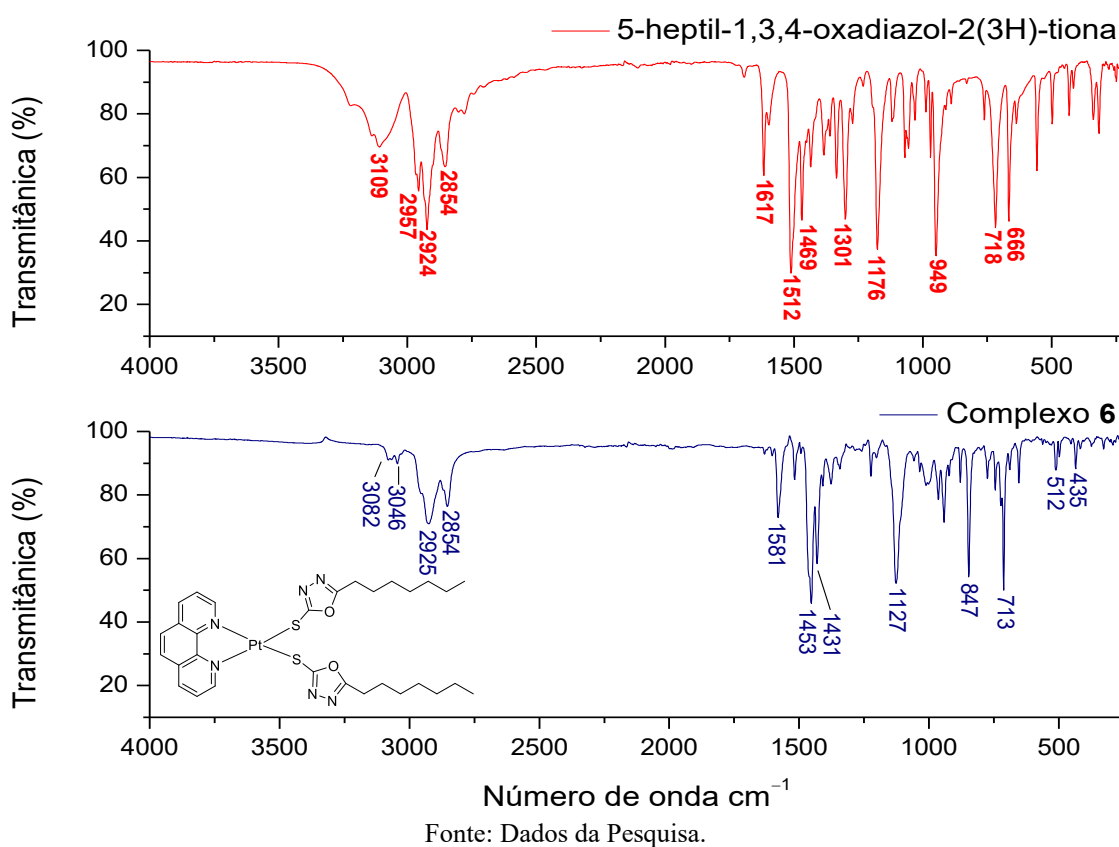 5-heptil-1,3,4-oxadiazol-2(3H)-tiona
Transmitânica (%)
100
80
60
40
20
3109
2957
2924
2854
1617
1512
1469
1301
1176
949
718
666
4000 3500 3000 2500 2000 1500 1000 500
Complexo 6
Transmitânica (%)
100
80
60
40
20
3082
3046
2925
2854
1581
1453
1431
1127
847
713
512
435
N
N
Pt
S
S
N N
O
O
N N
4000 3500 3000 2500 2000 1500 1000 500
Número de onda cm⁻¹
Fonte: Dados da Pesquisa.